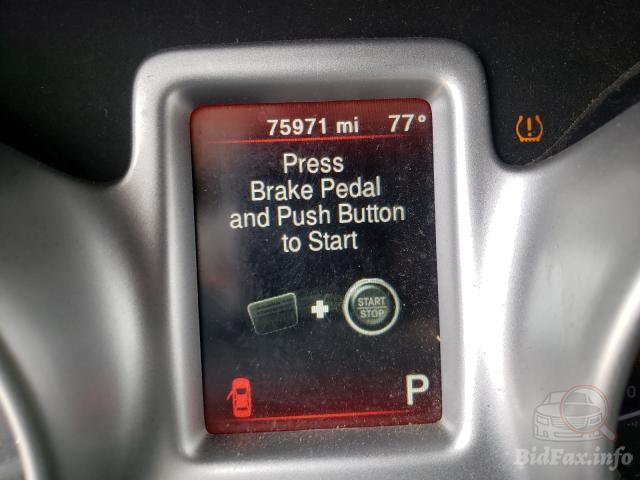 75971 mi 77°
Press
Brake Pedal
and Push Button
to Start
START
STOP
P
BidFax.info